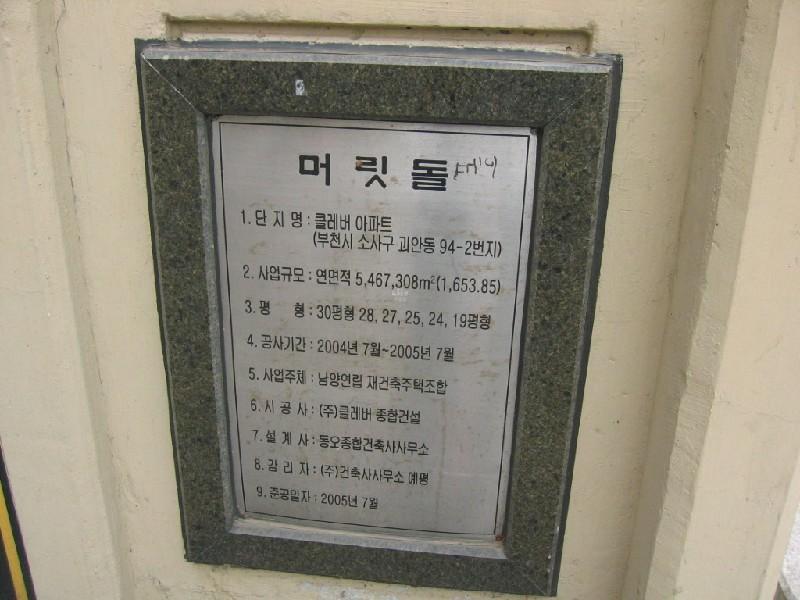 머릿돌
1. 단 지 명 : 클레버 아파트
(부천시 소사구 괴안동 94-2번지)
2. 사업규모 : 연면적 5,467,308㎡(1,653.85)
3. 평 형 : 30평형 28, 27, 25, 24, 19평형
4. 공사기간 : 2004년 7월~2005년 7월
5. 사업주체 : 남양연립 재건축주택조합
6. 시 공 사 : (주)클레버 종합건설
7. 설 계 사 : 동오종합건축사사무소
8. 감 리 자 : (주)건축사사무소 예평
9. 준공일자 : 2005년 7월